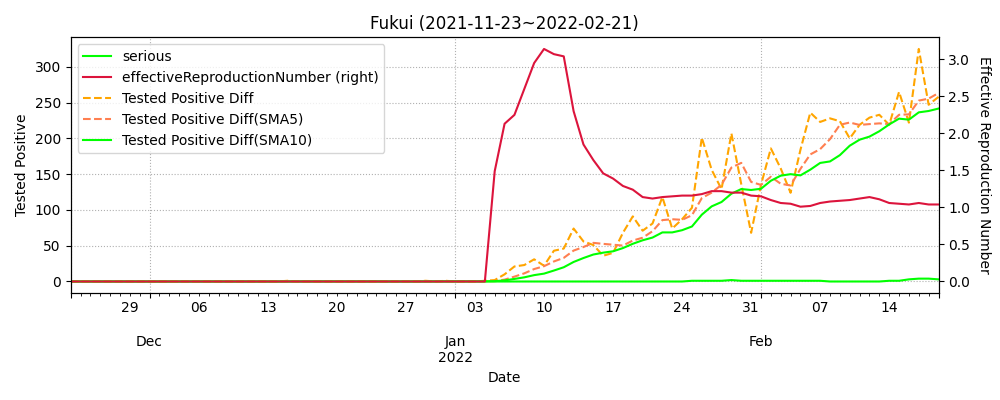 Fukui (2021-11-23~2022-02-21)
serious
effectiveReproductionNumber (right)
Tested Positive Diff
Tested Positive Diff(SMA5)
Tested Positive Diff(SMA10)
Tested Positive
300
250
200
150
100
50
0
3.0
2.5
2.0
1.5
1.0
0.5
0.0
Effective Reproduction Number
29 06 13 20 27 03 10 17 24 31 07 14
Dec Jan Feb
2022
Date